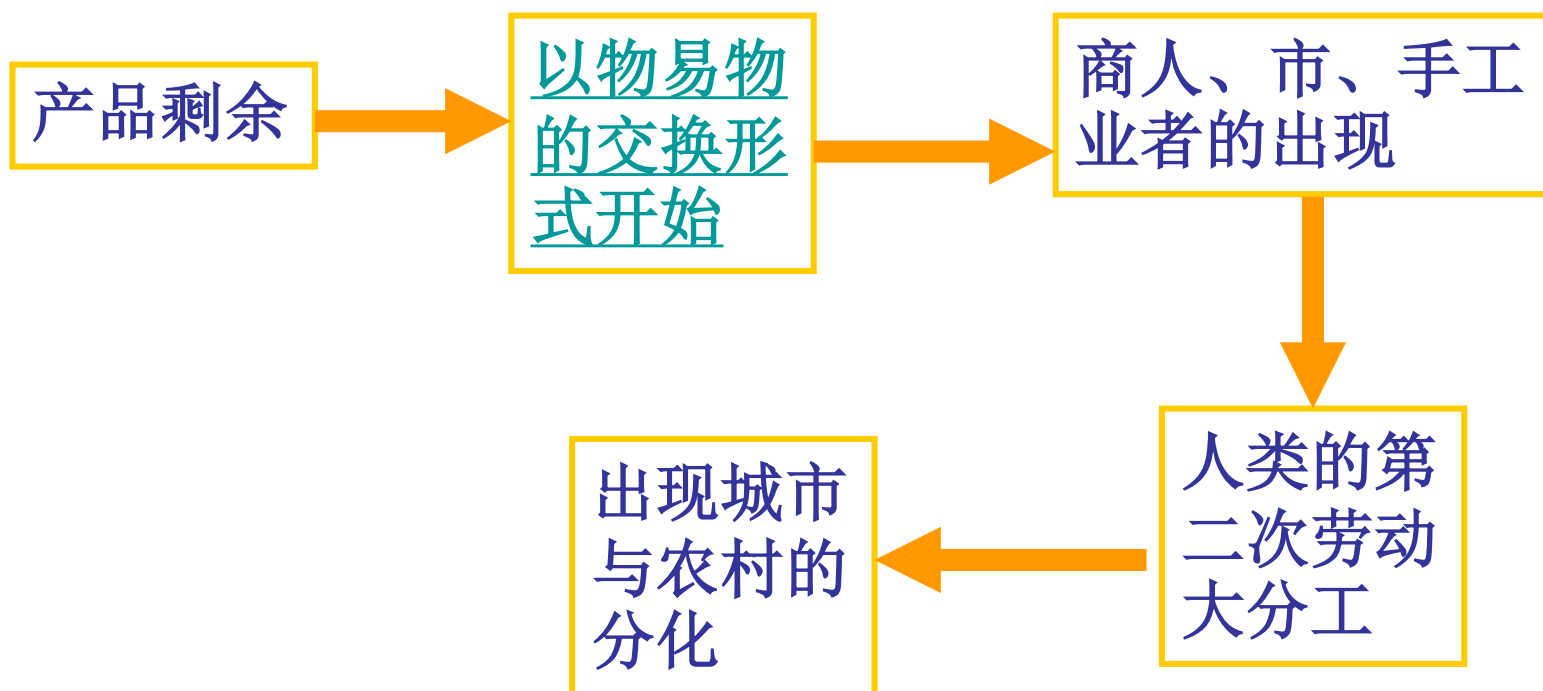 产品剩余
以物易物
的交换形
式开始
商人、市、手工
业者的出现
人类的第
二次劳动
大分工
出现城市
与农村的
分化